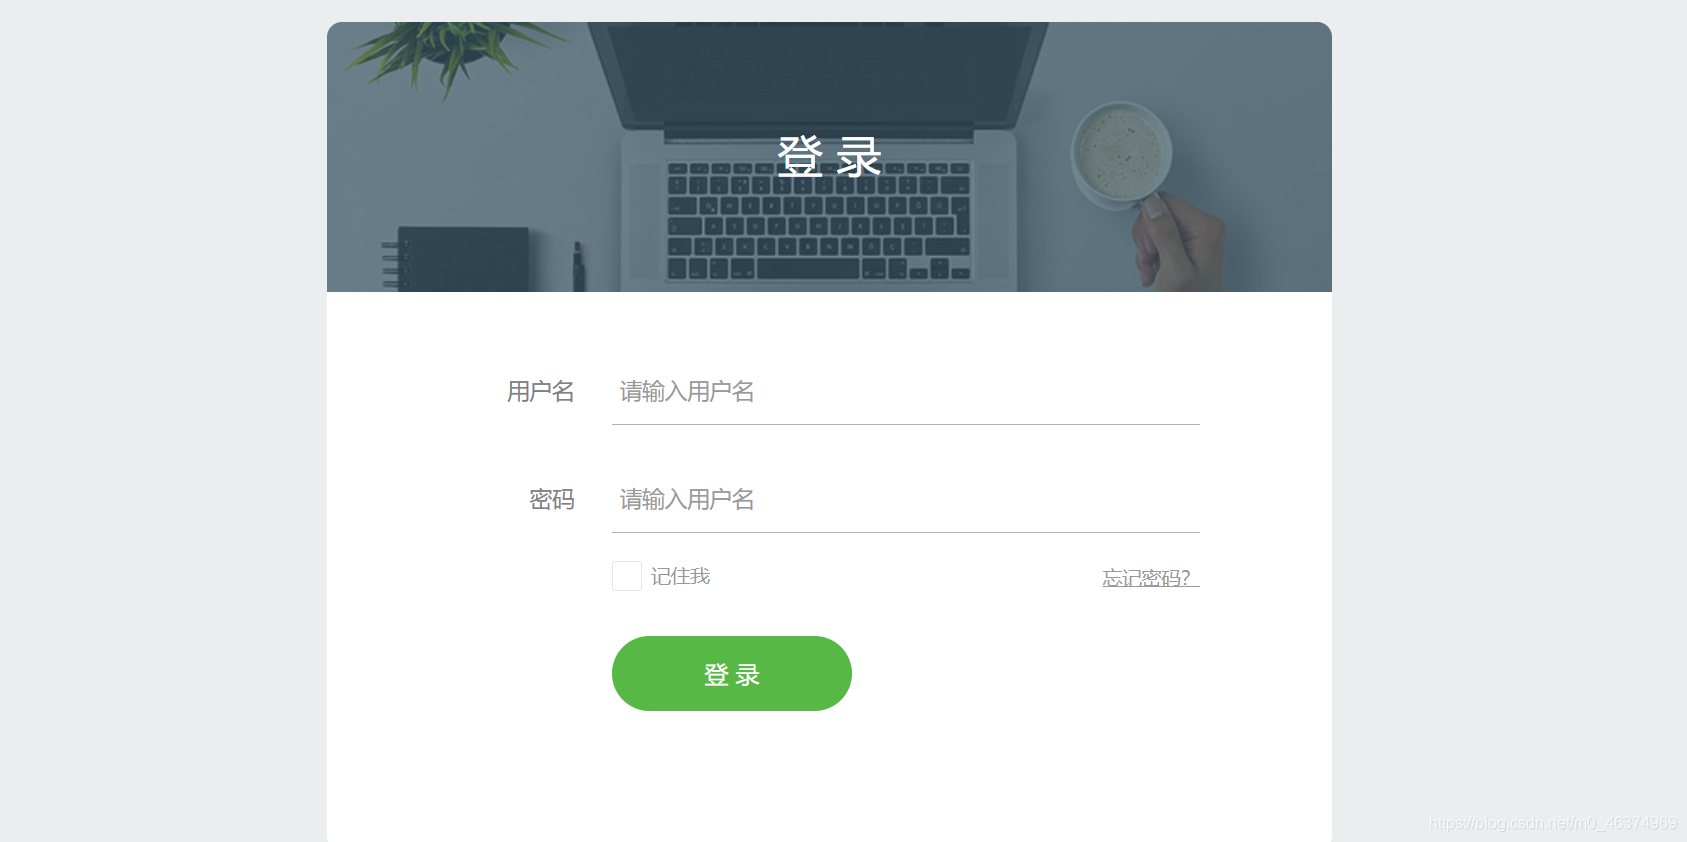 登 录
用户名 请输入用户名
密码 请输入用户名
记住我 忘记密码?
登 录
https://blog.csdn.net/m0_46374969